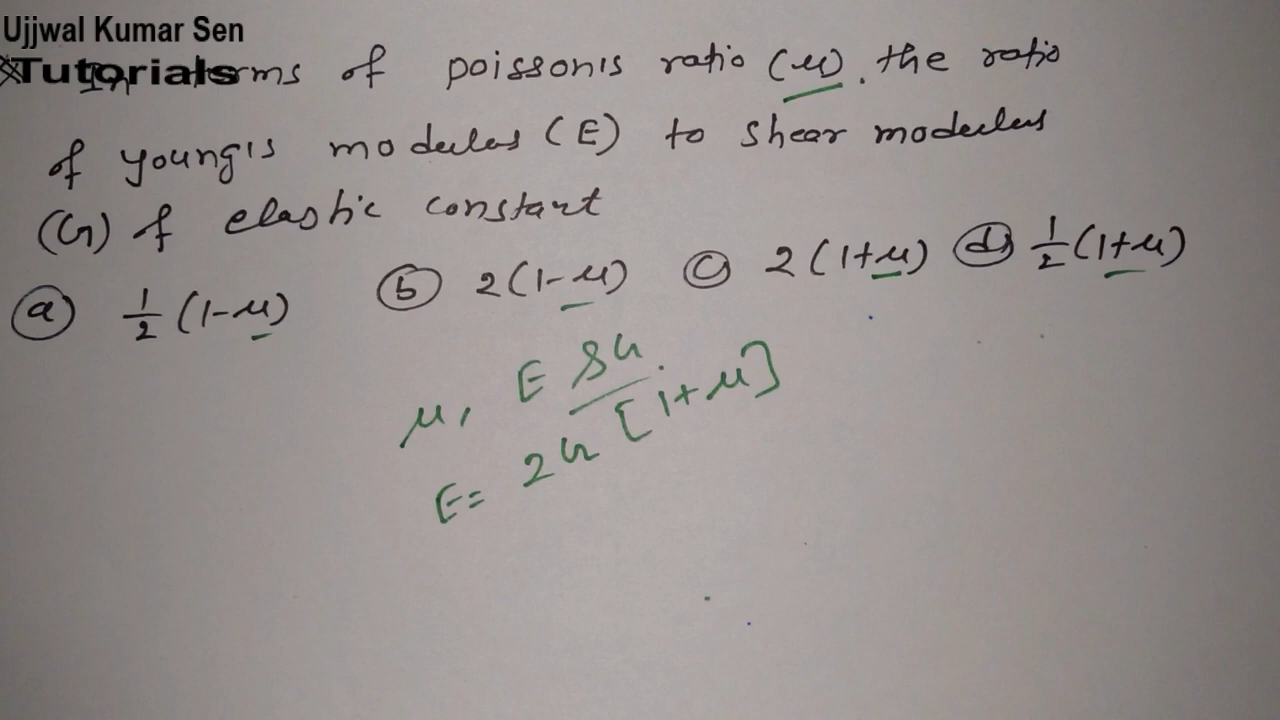 Ujjwal Kumar Sen
Tutorials
In terms of poisson's ratio (μ). the ratio
of young's modulus (E) to shear modulus
(G) of elastic constant
(a) 1/2 (1-μ) (b) 2(1-μ) (c) 2(1+μ) (d) 1/2(1+μ)
μ, E & G
E= 2G [1+μ]